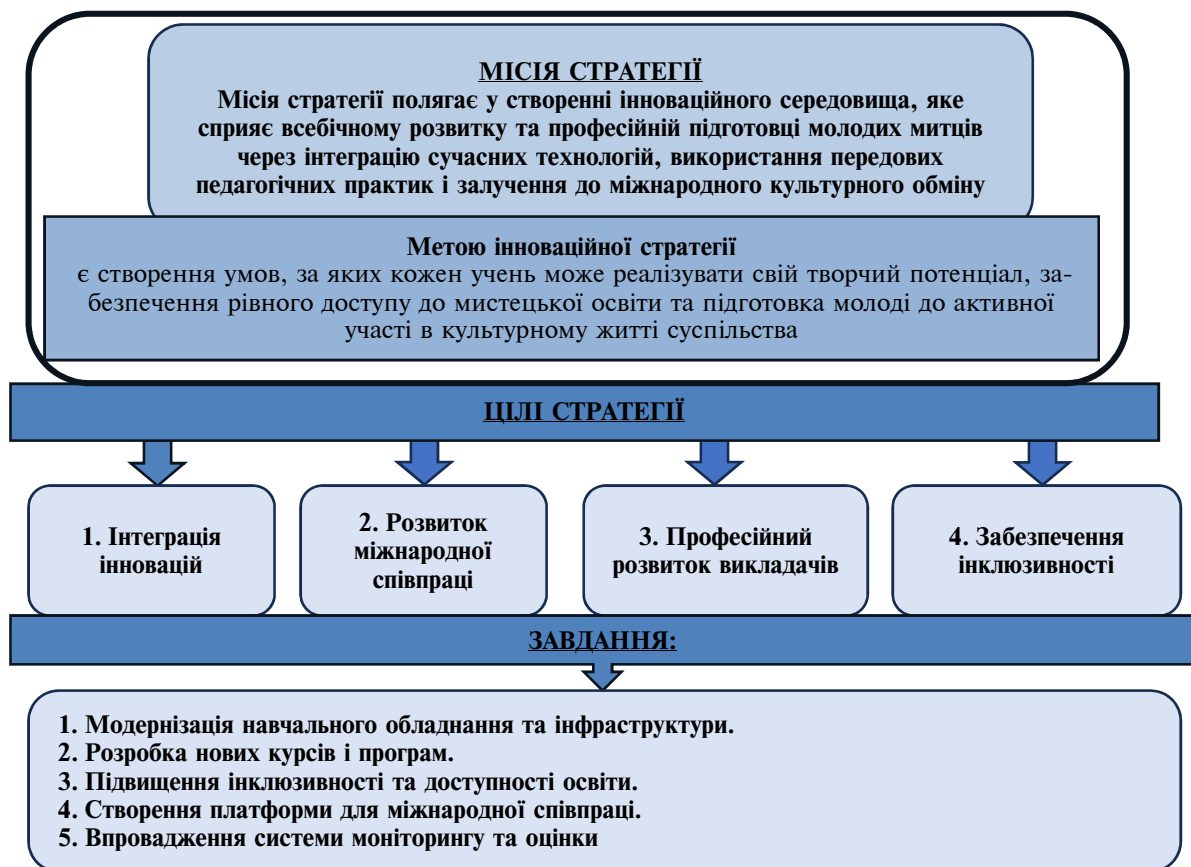 МІСІЯ СТРАТЕГІЇ
Місія стратегії полягає у створенні інноваційного середовища, яке
сприяє всебічному розвитку та професійній підготовці молодих митців
через інтеграцію сучасних технологій, використання передових
педагогічних практик і залучення до міжнародного культурного обміну
Метою інноваційної стратегії
є створення умов, за яких кожен учень може реалізувати свій творчий потенціал, за-
безпечення рівного доступу до мистецької освіти та підготовка молоді до активної
участі в культурному житті суспільства
ЦІЛІ СТРАТЕГІЇ
1. Інтеграція
інновацій
2. Розвиток
міжнародної
співпраці
3. Професійний
розвиток викладачів
4. Забезпечення
інклюзивності
ЗАВДАННЯ:
1. Модернізація навчального обладнання та інфраструктури.
2. Розробка нових курсів і програм.
3. Підвищення інклюзивності та доступності освіти.
4. Створення платформи для міжнародної співпраці.
5. Впровадження системи моніторингу та оцінки